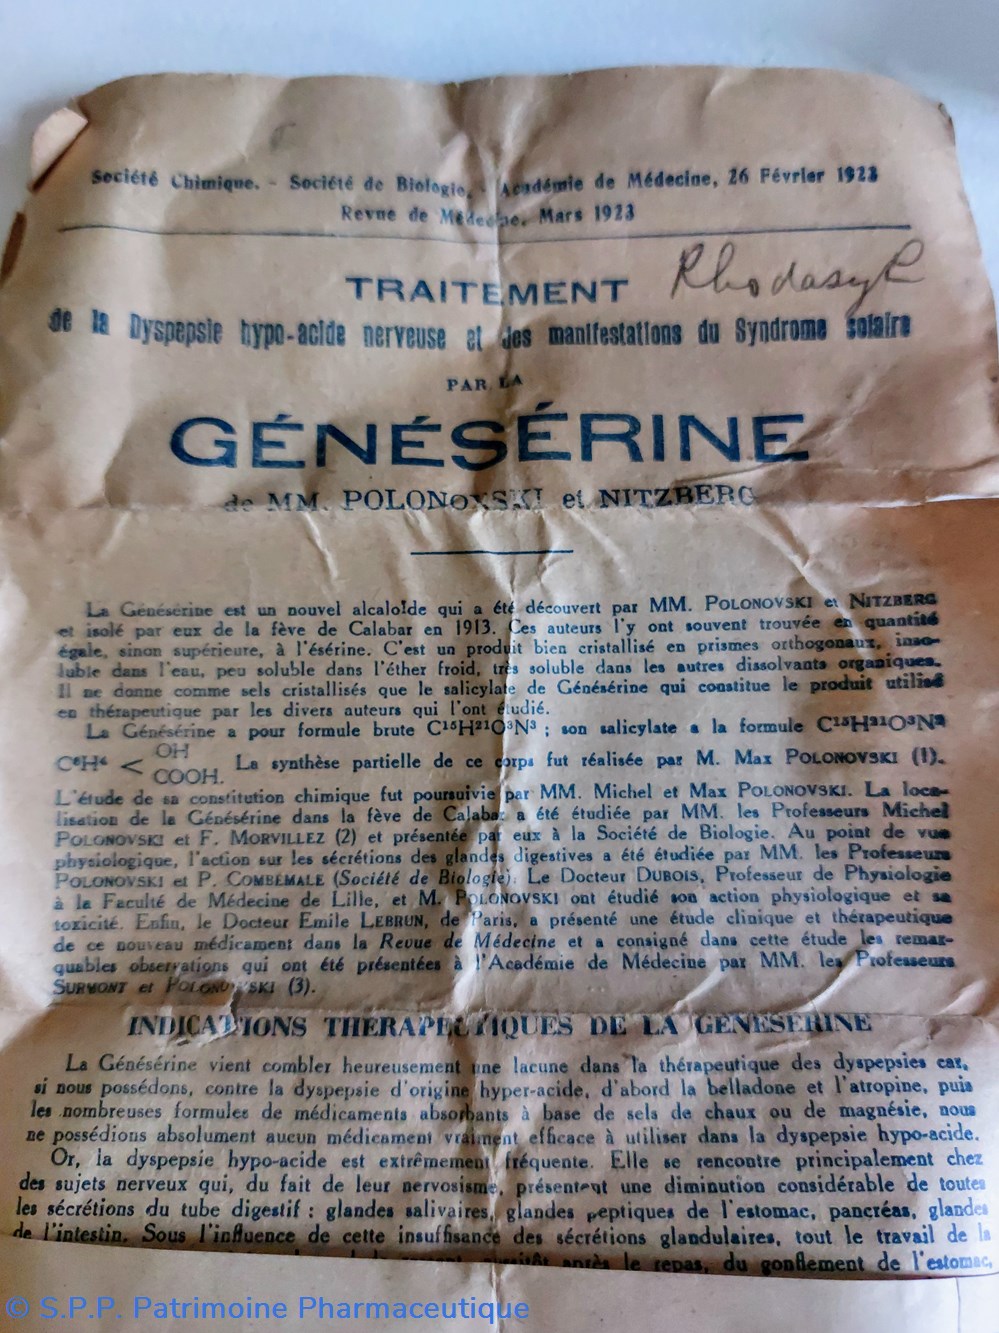 Société Chimique. - Société de Biologie. - Académie de Médecine, 26 Février 1923
Revue de Médecine, Mars 1923
TRAITEMENT
Rhodasyl
de la Dyspepsie hypo-acide nerveuse et des manifestations du Syndrome solaire
PAR LA
GÉNÉSÉRINE
de MM. POLONOVSKI et NITZBERG
La Génésérine est un nouvel alcaloïde qui a été découvert par MM. POLONOVSKI et NITZBERG
et isolé par eux de la fève de Calabar en 1913. Ces auteurs l'y ont souvent trouvée en quantité
égale, sinon supérieure, à l'ésérine. C'est un produit bien cristallisé en prismes orthogonaux, inso-
luble dans l'eau, peu soluble dans l'éther froid, très soluble dans les autres dissolvants organiques.
Il ne donne comme sels cristallisés que le salicylate de Génésérine qui constitue le produit utilisé
en thérapeutique par les divers auteurs qui l'ont étudié.
La Génésérine a pour formule brute C¹⁵H²¹O³N³ ; son salicylate a la formule C¹⁵H²¹O³N³
C⁶H⁴ < OH
COOH. La synthèse partielle de ce corps fut réalisée par M. Max POLONOVSKI (1).
L'étude de sa constitution chimique fut poursuivie par MM. Michel et Max POLONOVSKI. La loca-
lisation de la Génésérine dans la fève de Calabar a été étudiée par MM. les Professeurs Michel
POLONOVSKI et F. MORVILLEZ (2) et présentée par eux à la Société de Biologie. Au point de vue
physiologique, l'action sur les sécrétions des glandes digestives a été étudiée par MM. les Professeurs
POLONOVSKI et P. COMBEMALE (Société de Biologie). Le Docteur DUBOIS, Professeur de Physiologie
à la Faculté de Médecine de Lille, et M. POLONOVSKI ont étudié son action physiologique et sa
toxicité. Enfin, le Docteur Emile LEBRUN, de Paris, a présenté une étude clinique et thérapeutique
de ce nouveau médicament dans la Revue de Médecine et a consigné dans cette étude les remar-
quables observations qui ont été présentées à l'Académie de Médecine par MM. les Professeurs
SURMONT et POLONOVSKI (3).
INDICATIONS THERAPEUTIQUES DE LA GENESERINE
La Génésérine vient combler heureusement une lacune dans la thérapeutique des dyspepsies car,
si nous possédons, contre la dyspepsie d'origine hyper-acide, d'abord la belladone et l'atropine, puis
les nombreuses formules de médicaments absorbants à base de sels de chaux ou de magnésie, nous
ne possédions absolument aucun médicament vraiment efficace à utiliser dans la dyspepsie hypo-acide.
Or, la dyspepsie hypo-acide est extrêmement fréquente. Elle se rencontre principalement chez
des sujets nerveux qui, du fait de leur nervosisme, présentent une diminution considérable de toutes
les sécrétions du tube digestif : glandes salivaires, glandes peptiques de l'estomac, pancréas, glandes
de l'intestin. Sous l'influence de cette insuffisance des sécrétions glandulaires, tout le travail de la
après le repas, du gonflement de l'estomac,
© S.P.P. Patrimoine Pharmaceutique